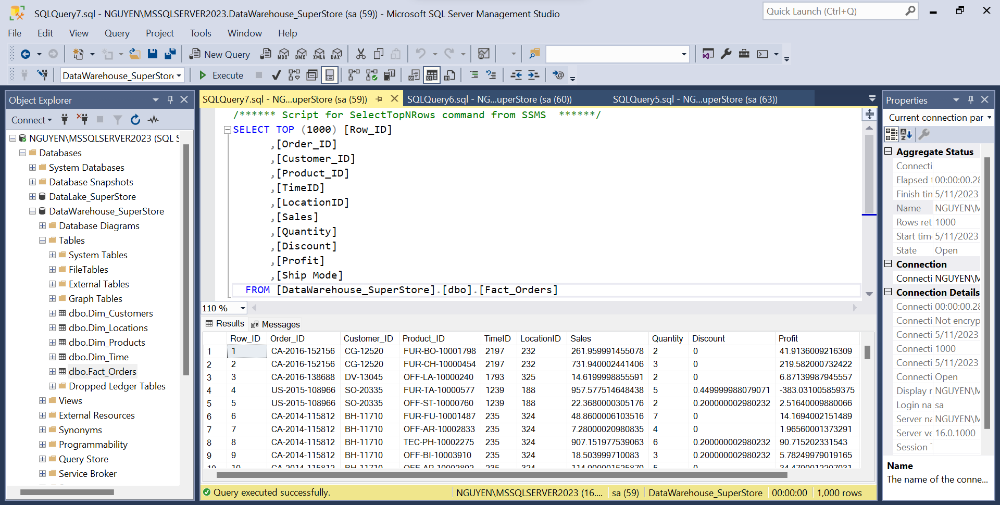 SQLQuery7.sql - NGUYEN\MSSQLSERVER2023.DataWarehouse_SuperStore (sa (59)) - Microsoft SQL Server Management Studio
Quick Launch (Ctrl+Q)
File Edit View Query Project Tools Window Help
New Query MDX DMX XMLA DAX
DataWarehouse_SuperStore Execute
Object Explorer
Connect
NGUYEN\MSSQLSERVER2023 (SQL S
Databases
System Databases
Database Snapshots
DataLake_SuperStore
DataWarehouse_SuperStore
Database Diagrams
Tables
System Tables
FileTables
External Tables
Graph Tables
dbo.Dim_Customers
dbo.Dim_Locations
dbo.Dim_Products
dbo.Dim_Time
dbo.Fact_Orders
Dropped Ledger Tables
Views
External Resources
Synonyms
Programmability
Query Store
Service Broker
SQLQuery7.sql - NG...uperStore (sa (59)) SQLQuery6.sql - NG...uperStore (sa (60)) SQLQuery5.sql - NG...uperStore (sa (63))
/****** Script for SelectTopNRows command from SSMS ******/
SELECT TOP (1000) [Row_ID]
,[Order_ID]
,[Customer_ID]
,[Product_ID]
,[TimeID]
,[LocationID]
,[Sales]
,[Quantity]
,[Discount]
,[Profit]
,[Ship Mode]
FROM [DataWarehouse_SuperStore].[dbo].[Fact_Orders]
110 %
Results Messages
Row_ID Order_ID Customer_ID Product_ID TimeID LocationID Sales Quantity Discount Profit
1 1 CA-2016-152156 CG-12520 FUR-BO-10001798 2197 232 261.959991455078 2 0 41.9136009216309
2 2 CA-2016-152156 CG-12520 FUR-CH-10000454 2197 232 731.940002441406 3 0 219.582000732422
3 3 CA-2016-138688 DV-13045 OFF-LA-10000240 1793 325 14.6199998855591 2 0 6.87139987945557
4 4 US-2015-108966 SO-20335 FUR-TA-10000577 1239 188 957.577514648438 5 0.449999988079071 -383.031005859375
5 5 US-2015-108966 SO-20335 OFF-ST-10000760 1239 188 22.3680000305176 2 0.200000002980232 2.51640009880066
6 6 CA-2014-115812 BH-11710 FUR-FU-10001487 235 324 48.8600006103516 7 0 14.1694002151489
7 7 CA-2014-115812 BH-11710 OFF-AR-10002833 235 324 7.28000020980835 4 0 1.96560001373291
8 8 CA-2014-115812 BH-11710 TEC-PH-10002275 235 324 907.151977539063 6 0.200000002980232 90.715202331543
9 9 CA-2014-115812 BH-11710 OFF-BI-10003910 235 324 18.503999710083 3 0.200000002980232 5.78249979019165
Query executed successfully. NGUYEN\MSSQLSERVER2023 (16.... sa (59) DataWarehouse_SuperStore 00:00:00 1,000 rows
Properties
Current connection par
Aggregate Status
Connecti
Elapsed t 00:00:00.28
Finish tin 5/11/2023
Name NGUYEN\M
Rows ret 1000
Start time 5/11/2023
State Open
Connection
Connecti NGUYEN\M
Connection Details
Connecti 00:00:00.28
Connecti Not encryp
Connecti 5/11/2023
Connecti 1000
Connecti 5/11/2023
Connecti Open
Display r NGUYEN\M
Login na sa
Server na NGUYEN\M
Server ve 16.0.1000
Session T
Name
The name of the conne...